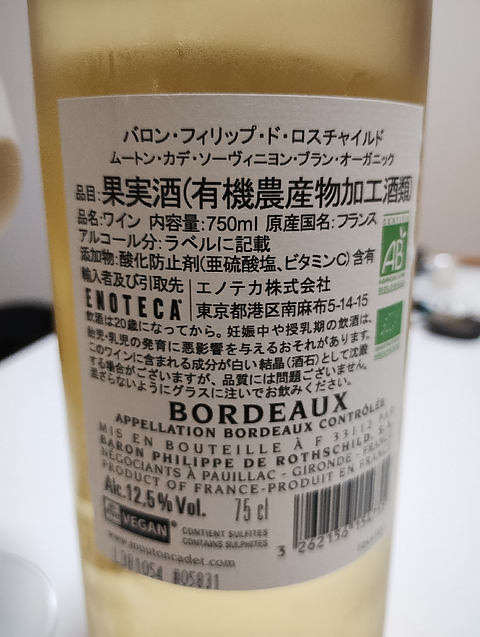 バロン・フィリップ・ド・ロスチャイルド
ムートン・カデ・ソーヴィニヨン・ブラン・オーガニック
品目:果実酒(有機農産物加工酒類)
品名:ワイン 内容量:750ml 原産国名:フランス
アルコール分:ラベルに記載
添加物:酸化防止剤(亜硫酸塩、ビタミンC)含有
輸入者及び引取先 エノテカ株式会社
ENOTECA 東京都港区南麻布5-14-15
飲酒は20歳になってから。妊娠中や授乳期の飲酒は、
胎児・乳児の発育に悪影響を与えるおそれがあります。
このワインに含まれる成分が白い結晶(酒石)として沈澱
する場合がございますが、品質には問題ございません。
混ざらないようにグラスに注いでお飲みください。
AB
BORDEAUX
APPELLATION BORDEAUX CONTRÔLÉE
MIS EN BOUTEILLE À F 33112 PAR
BARON PHILIPPE DE ROTHSCHILD, S.A.
NÉGOCIANTS À PAUILLAC - GIRONDE - FRANCE
PRODUCT OF FRANCE-PRODUIT EN FRANCE
Alc.12,5% Vol. 75 cl
VEGAN
CONTIENT SULFITES
CONTAINS SULPHITES
www.moutoncadet.com